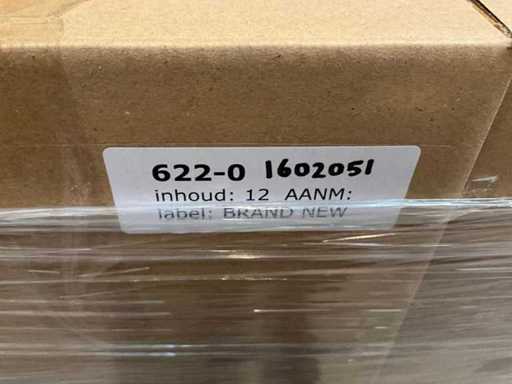 622-0 1602051
inhoud: 12 AANM:
label: BRAND NEW